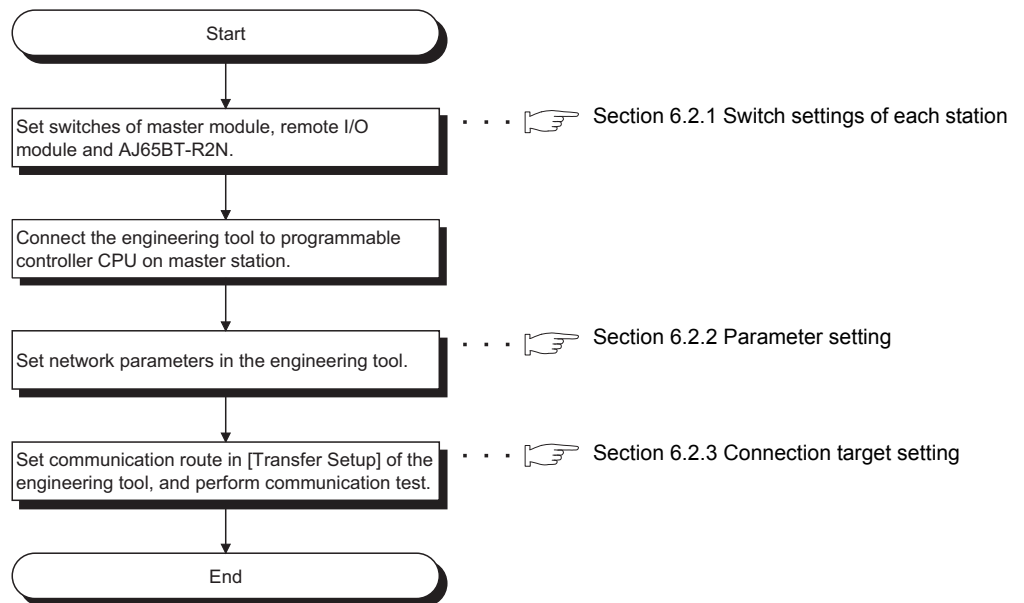 Start
Set switches of master module, remote I/O
module and AJ65BT-R2N.
Section 6.2.1 Switch settings of each station
Connect the engineering tool to programmable
controller CPU on master station.
Set network parameters in the engineering tool.
Section 6.2.2 Parameter setting
Set communication route in [Transfer Setup] of the
engineering tool, and perform communication test.
Section 6.2.3 Connection target setting
End